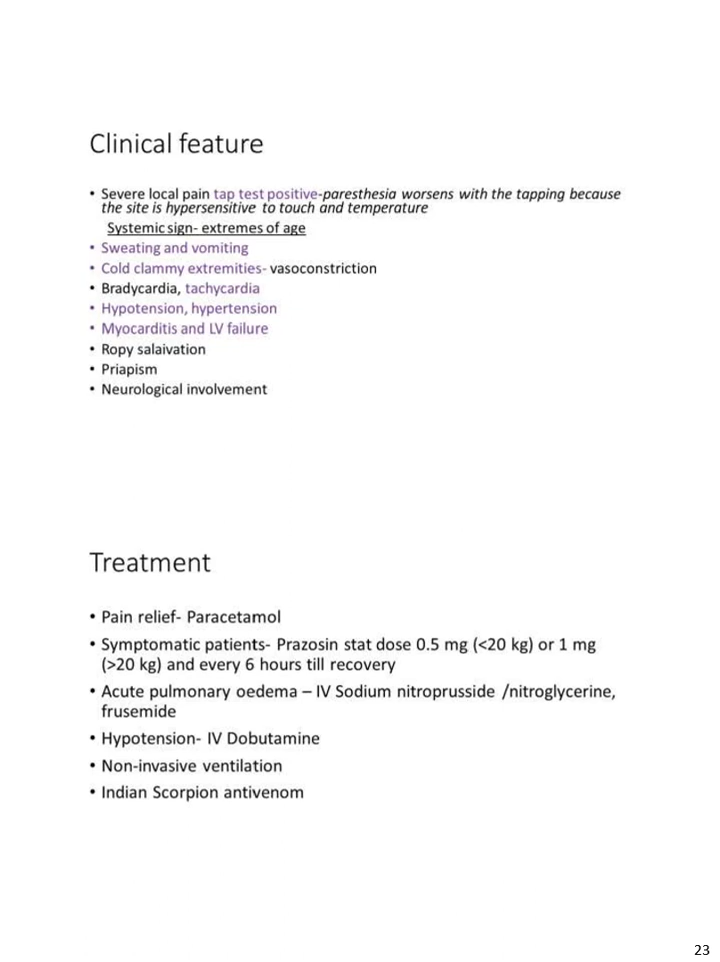 Clinical feature
• Severe local pain tap test positive-paresthesia worsens with the tapping because
the site is hypersensitive to touch and temperature
Systemic sign- extremes of age
• Sweating and vomiting
• Cold clammy extremities- vasoconstriction
• Bradycardia, tachycardia
• Hypotension, hypertension
• Myocarditis and LV failure
• Ropy salaivation
• Priapism
• Neurological involvement
Treatment
• Pain relief- Paracetamol
• Symptomatic patients- Prazosin stat dose 0.5 mg (<20 kg) or 1 mg
(>20 kg) and every 6 hours till recovery
• Acute pulmonary oedema – IV Sodium nitroprusside /nitroglycerine,
frusemide
• Hypotension- IV Dobutamine
• Non-invasive ventilation
• Indian Scorpion antivenom
23